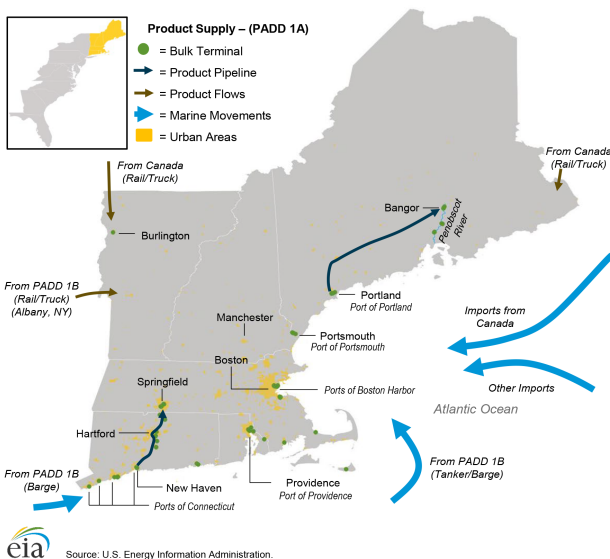 Product Supply – (PADD 1A)
= Bulk Terminal
= Product Pipeline
= Product Flows
= Marine Movements
= Urban Areas
From Canada
(Rail/Truck)
From Canada
(Rail/Truck)
Bangor
Penobscot
River
Burlington
From PADD 1B
(Rail/Truck)
(Albany, NY)
Portland
Port of Portland
Manchester
Imports from
Canada
Portsmouth
Port of Portsmouth
Boston
Springfield
Ports of Boston Harbor
Other Imports
Atlantic Ocean
Hartford
From PADD 1B
(Barge)
From PADD 1B
(Tanker/Barge)
Providence
Port of Providence
New Haven
Ports of Connecticut
eia
Source: U.S. Energy Information Administration.